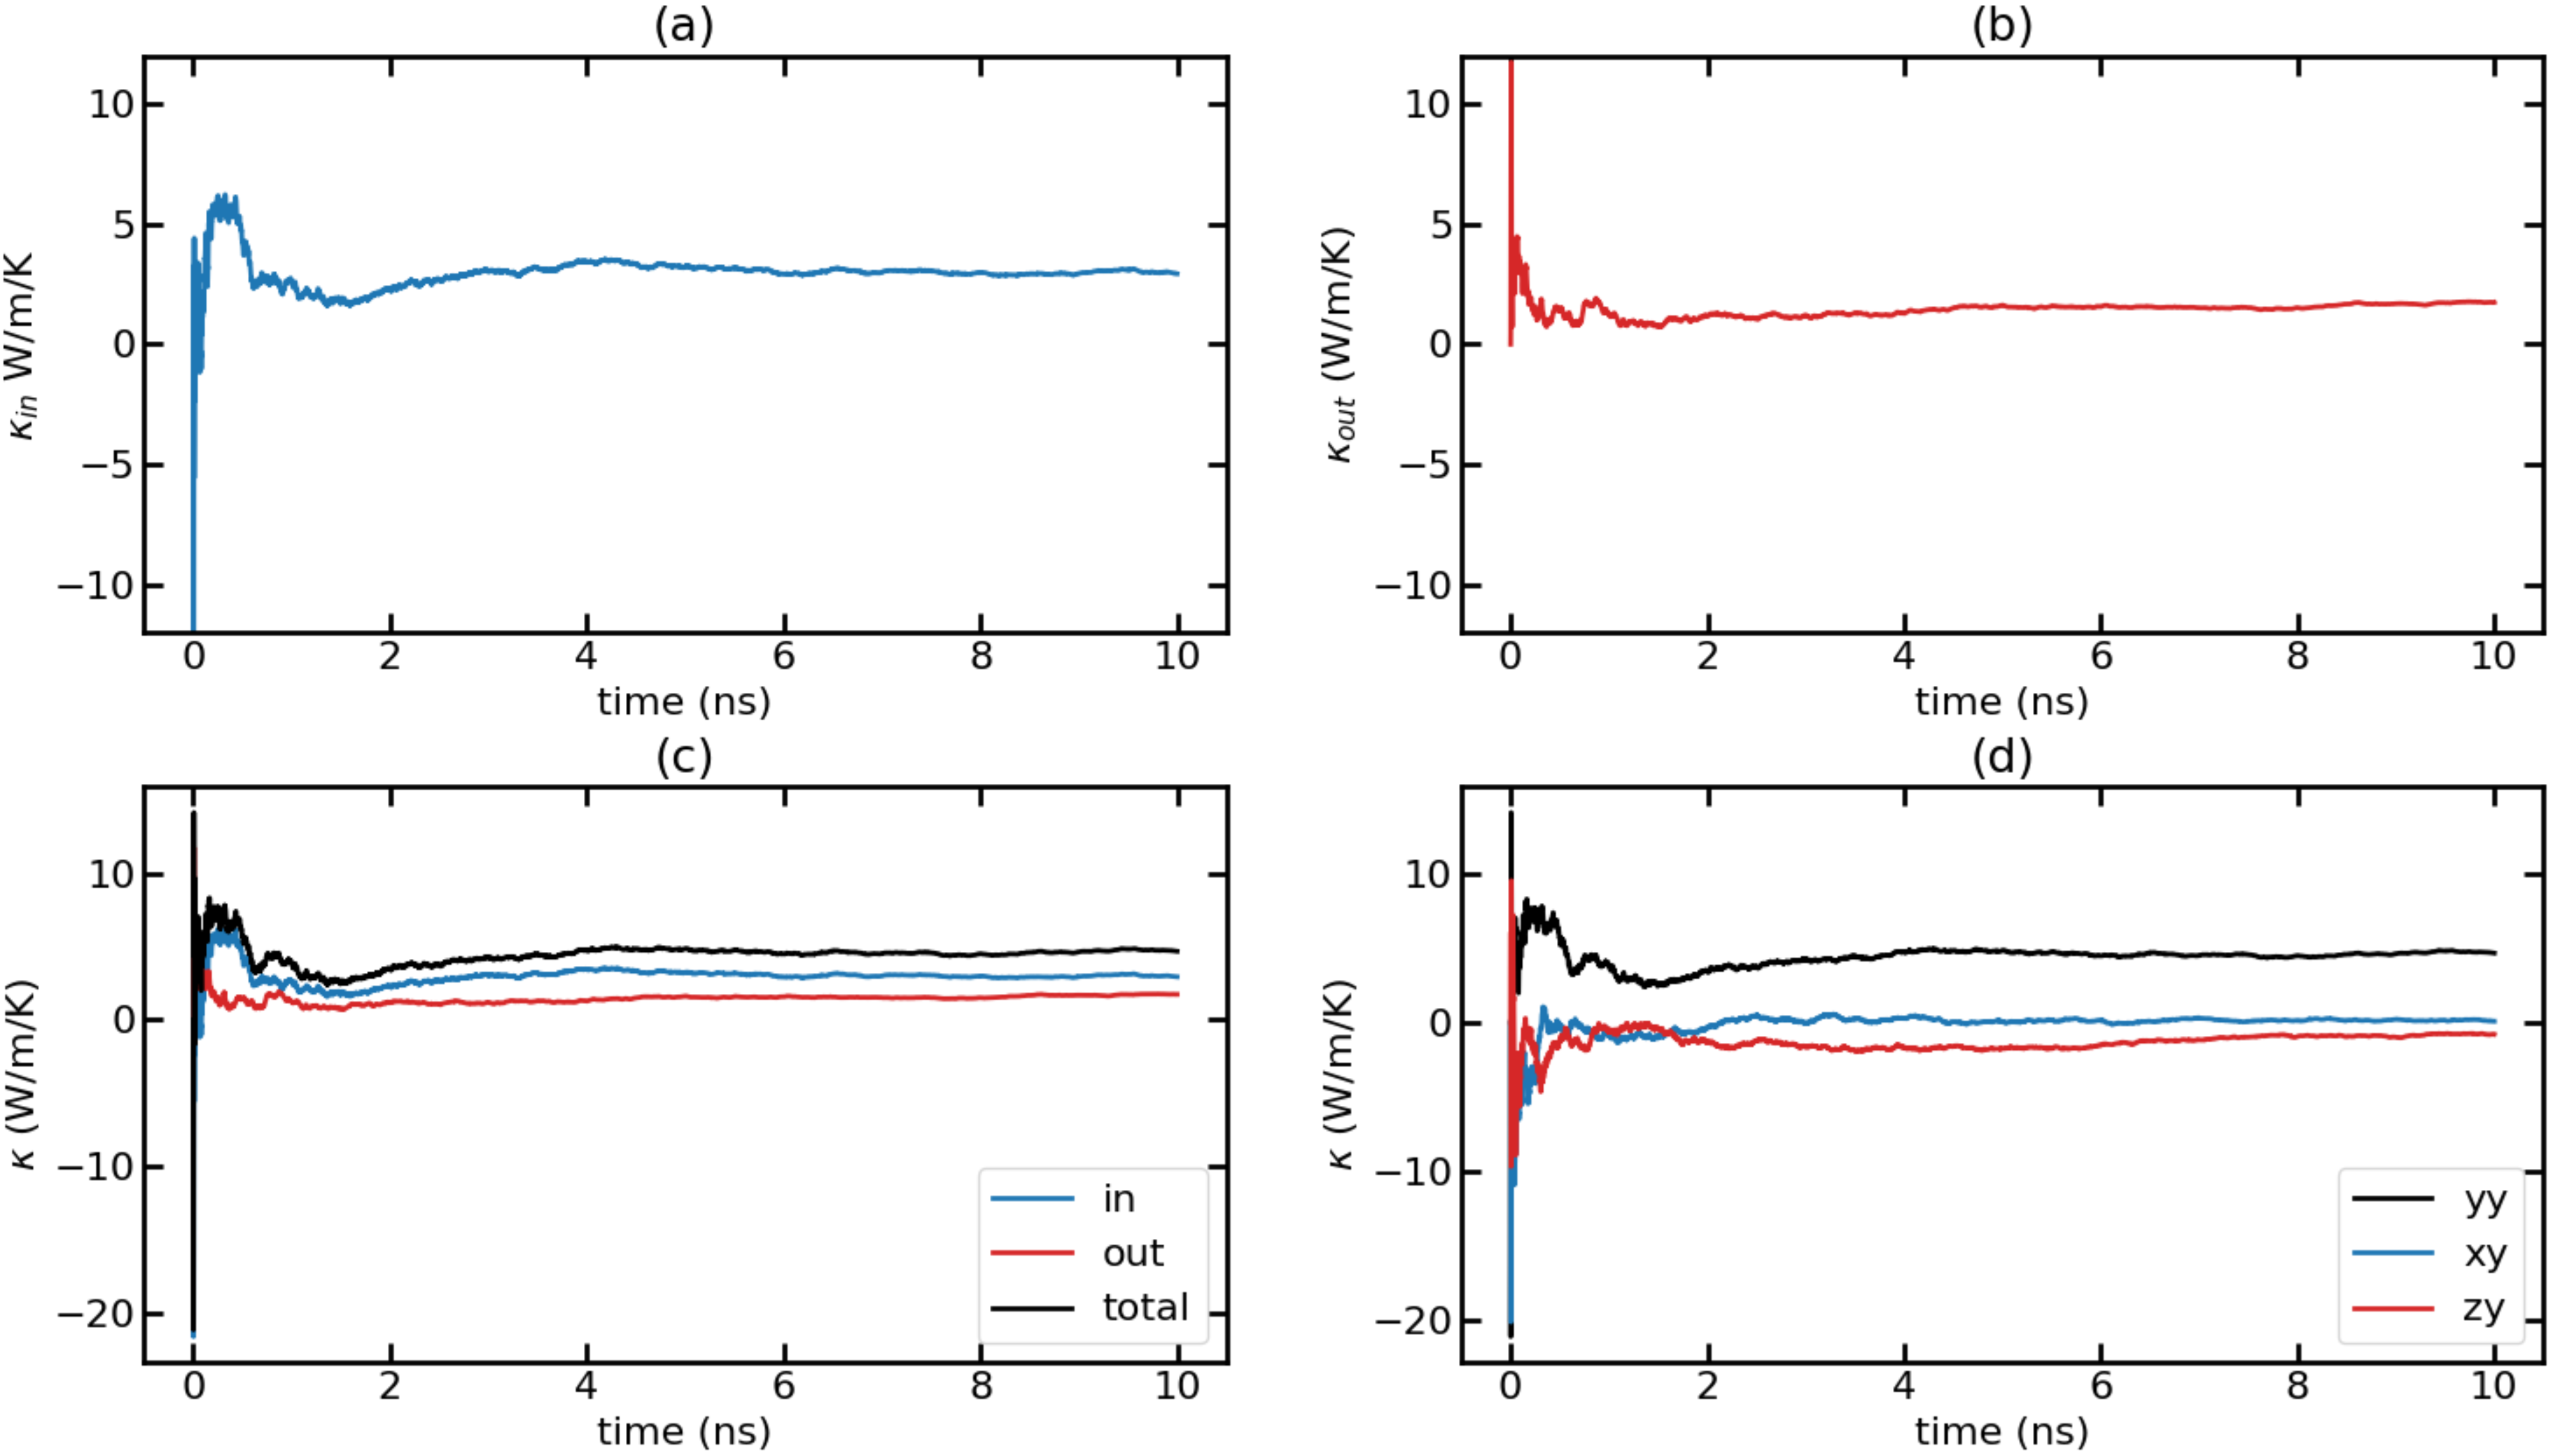 (a)
10
5
0
−5
−10
κin W/m/K
0 2 4 6 8 10
time (ns)
(b)
10
5
0
−5
−10
κout (W/m/K)
0 2 4 6 8 10
time (ns)
(c)
10
0
−10
−20
κ (W/m/K)
in
out
total
0 2 4 6 8 10
time (ns)
(d)
10
0
−10
−20
κ (W/m/K)
yy
xy
zy
0 2 4 6 8 10
time (ns)